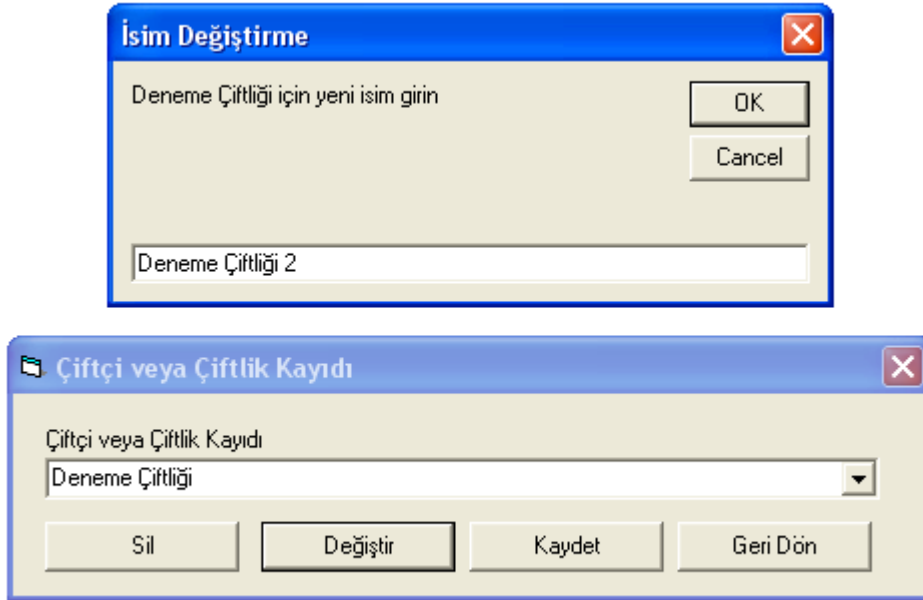 İsim Değiştirme
Deneme Çiftliği için yeni isim girin
OK
Cancel
Deneme Çiftliği 2
Çiftçi veya Çiftlik Kayıdı
Çiftçi veya Çiftlik Kayıdı
Deneme Çiftliği
Sil Değiştir Kaydet Geri Dön